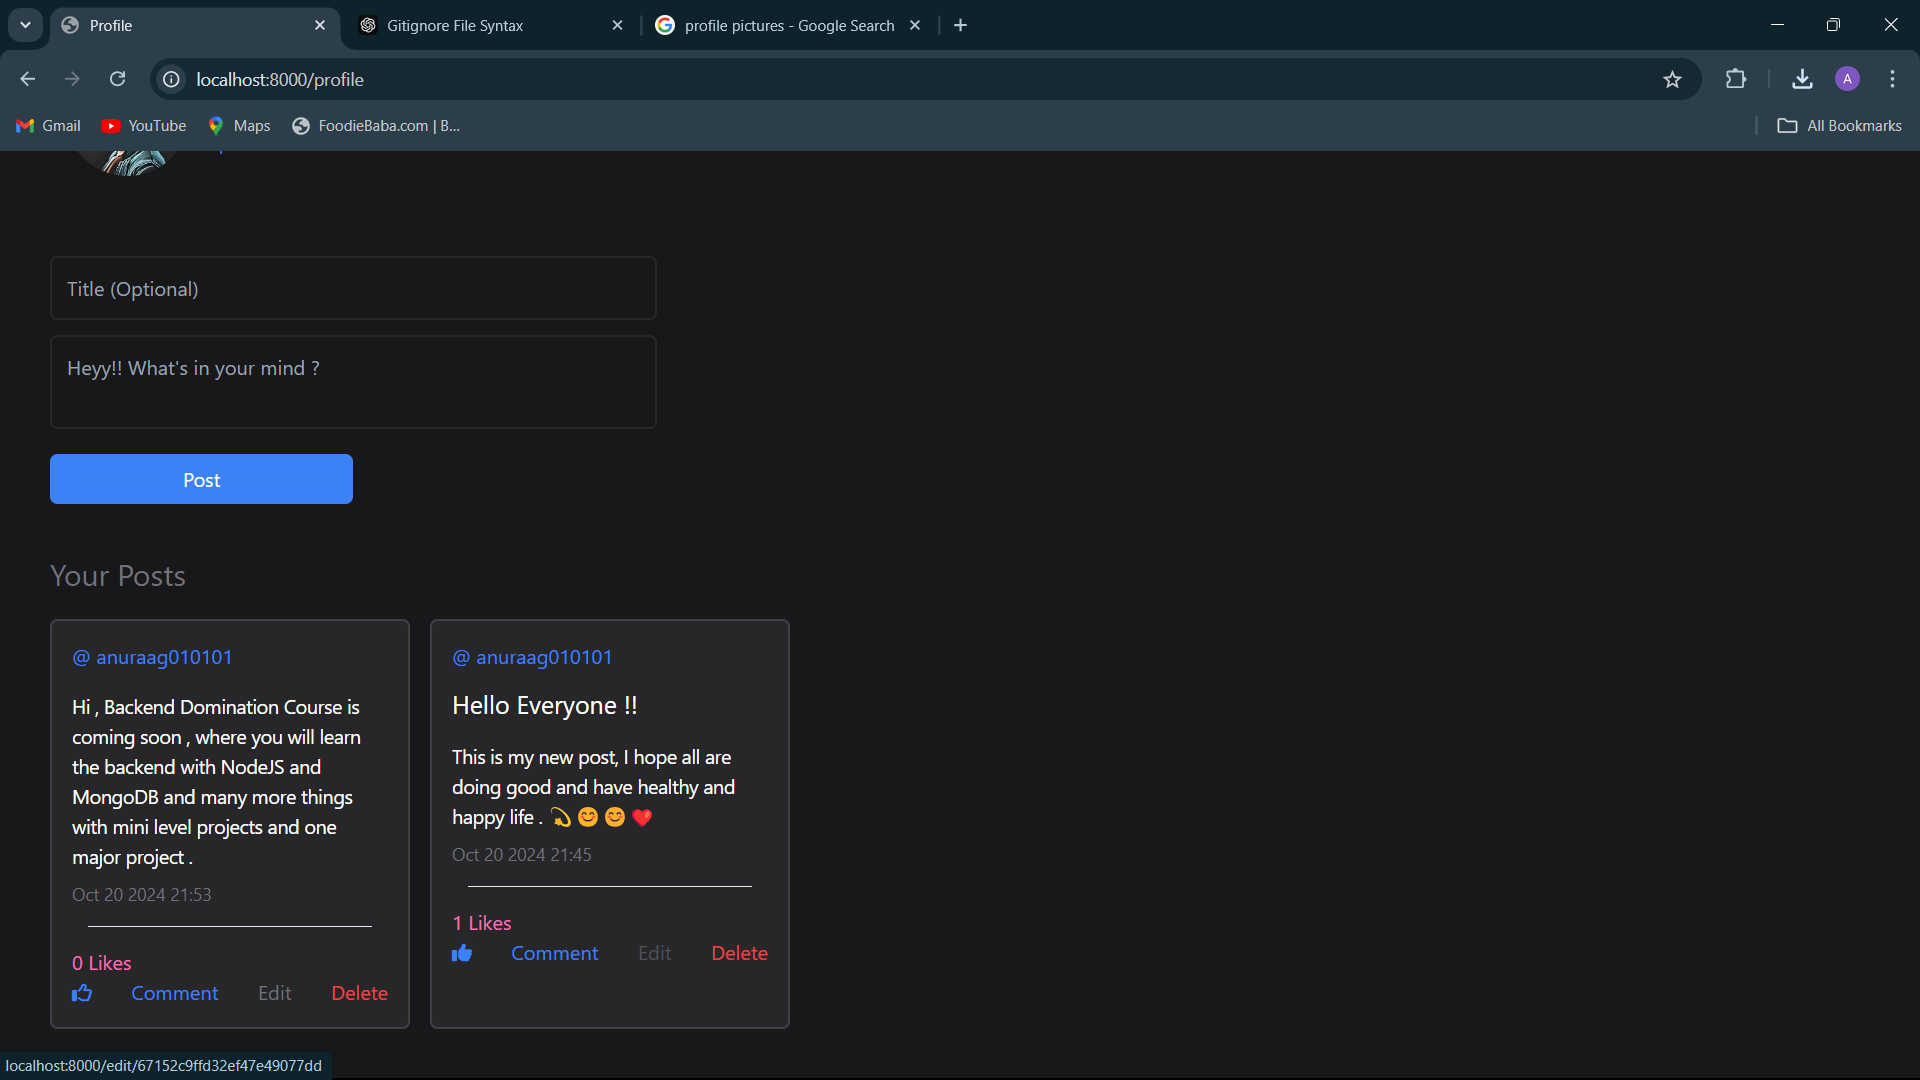 Profile
Gitignore File Syntax
profile pictures - Google Search
localhost:8000/profile
A
Gmail
YouTube
Maps
FoodieBaba.com | B...
All Bookmarks
Title (Optional)
Heyy!! What's in your mind ?
Post
Your Posts
@ anuraag010101
Hi , Backend Domination Course is
coming soon , where you will learn
the backend with NodeJS and
MongoDB and many more things
with mini level projects and one
major project .
Oct 20 2024 21:53
0 Likes
Comment Edit Delete
@ anuraag010101
Hello Everyone !!
This is my new post, I hope all are
doing good and have healthy and
happy life . 💫😊😊❤️
Oct 20 2024 21:45
1 Likes
Comment Edit Delete
localhost:8000/edit/67152c9ffd32ef47e49077dd